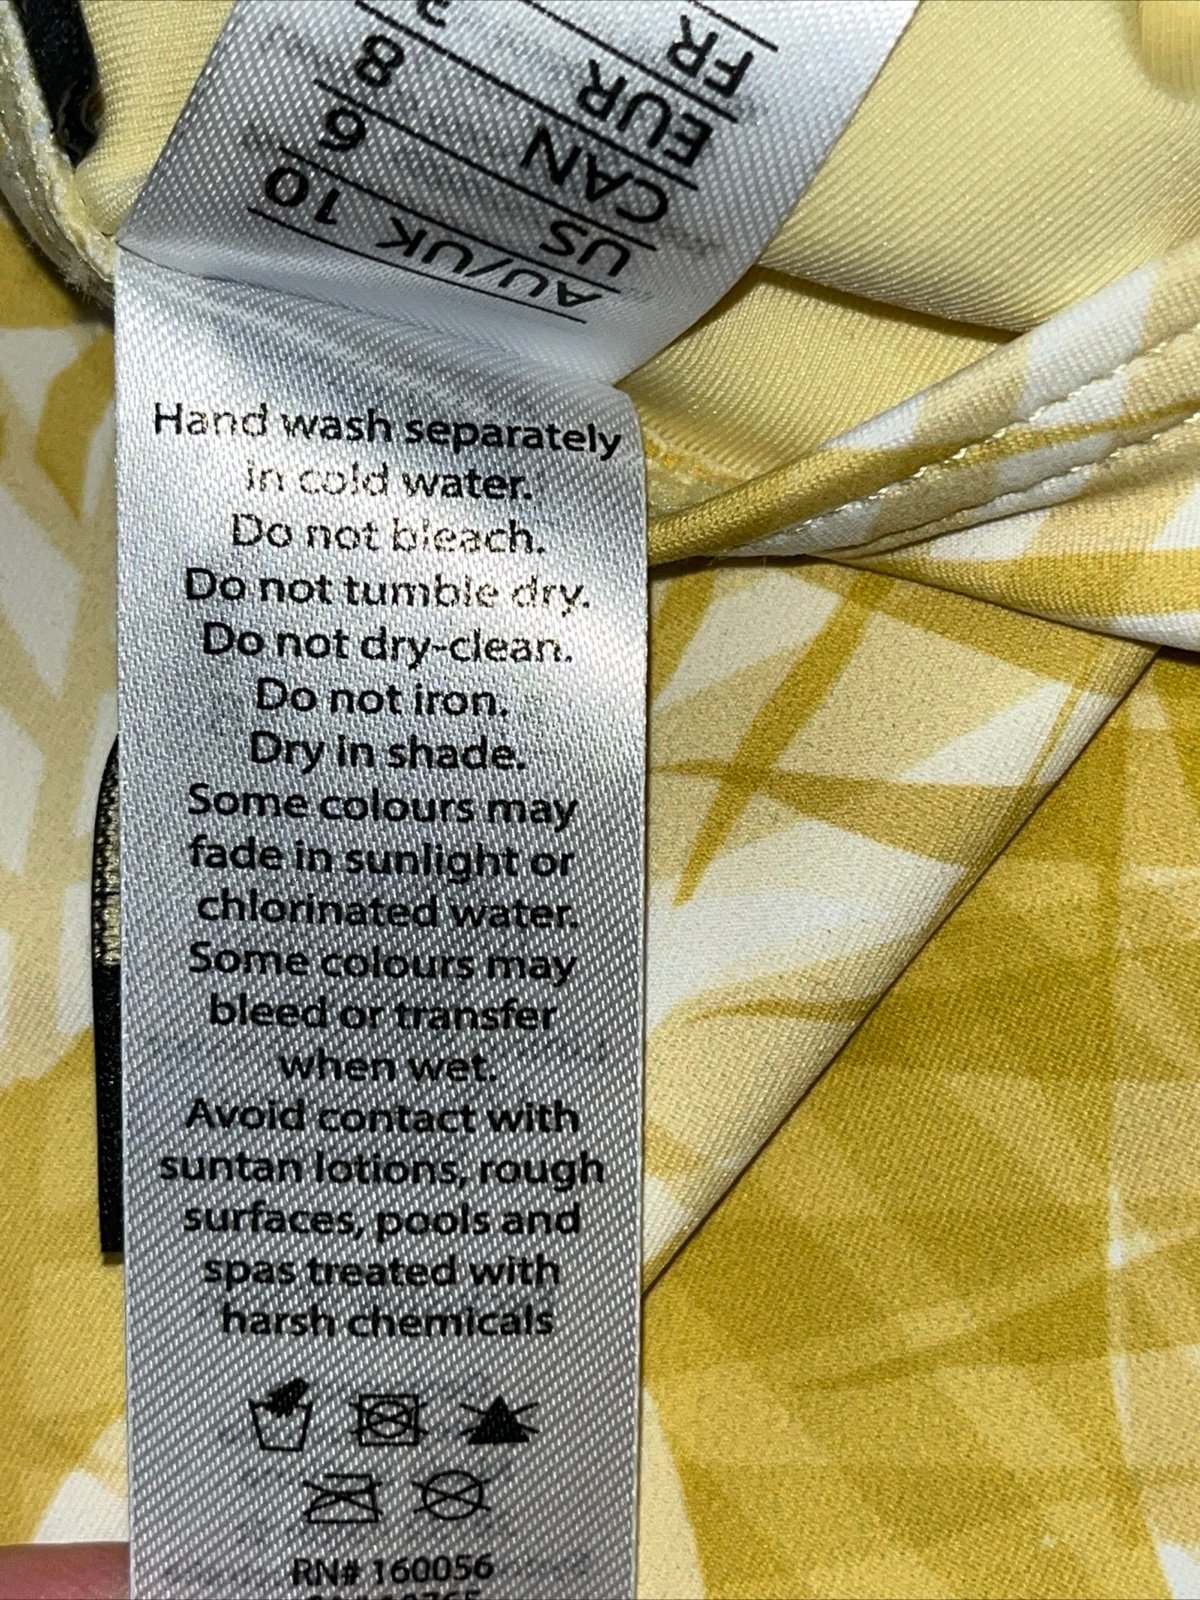 AU/UK 10
US 6
CAN 8
EUR
FR
Hand wash separately
in cold water.
Do not bleach.
Do not tumble dry.
Do not dry-clean.
Do not iron.
Dry in shade.
Some colours may
fade in sunlight or
chlorinated water.
Some colours may
bleed or transfer
when wet.
Avoid contact with
suntan lotions, rough
surfaces, pools and
spas treated with
harsh chemicals
RN# 160056